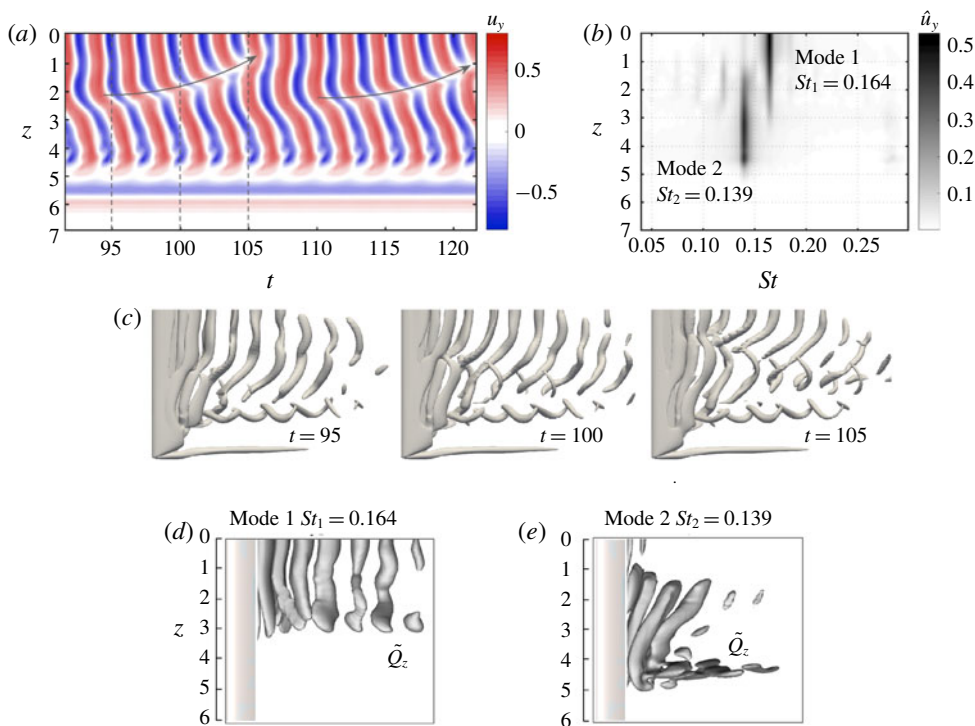 (a)
u_y
0
1
2
3
4
5
6
7
z
95
100
105
110
115
120
t
0.5
0
−0.5
(b)
û_y
0
1
2
3
4
5
6
7
z
Mode 1
St₁ = 0.164
Mode 2
St₂ = 0.139
0.05
0.10
0.15
0.20
0.25
St
0.5
0.4
0.3
0.2
0.1
(c)
t = 95
t = 100
t = 105
(d)
Mode 1 St₁ = 0.164
0
1
2
3
4
5
6
z
Q̃_z
(e)
Mode 2 St₂ = 0.139
0
1
2
3
4
5
6
Q̃_z